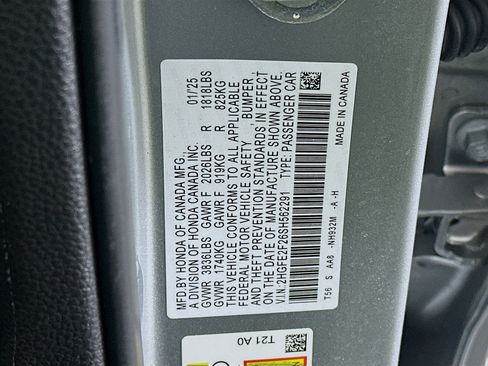 MFD. BY HONDA OF CANADA MFG., 01/25
A DIVISION OF HONDA CANADA INC.
GVWR 3836LBS GAWR F 2026LBS R 1818LBS
GVWR 1740KG GAWR F 919KG R 825KG
THIS VEHICLE CONFORMS TO ALL APPLICABLE
FEDERAL MOTOR VEHICLE SAFETY, BUMPER,
AND THEFT PREVENTION STANDARDS IN EFFECT
ON THE DATE OF MANUFACTURE SHOWN ABOVE.
V.I.N.:2HGFE2F26SH562291 TYPE: PASSENGER CAR
T56 S AA8 -NH932M -A -H MADE IN CANADA
T21 A0